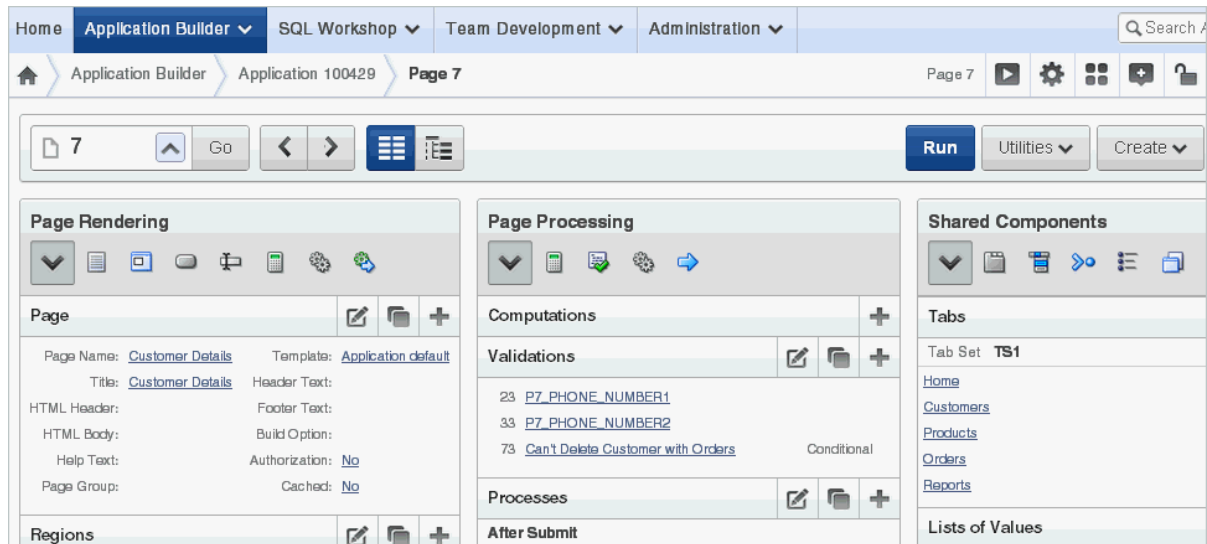 Home Application Builder SQL Workshop Team Development Administration Search
Application Builder Application 100429 Page 7 Page 7
7 Go Run Utilities Create
Page Rendering
Page
Page Name: Customer Details Template: Application default
Title: Customer Details Header Text:
HTML Header: Footer Text:
HTML Body: Build Option:
Help Text: Authorization: No
Page Group: Cached: No
Regions
Page Processing
Computations
Validations
23 P7_PHONE_NUMBER1
33 P7_PHONE_NUMBER2
73 Can't Delete Customer with Orders Conditional
Processes
After Submit
Shared Components
Tabs
Tab Set TS1
Home
Customers
Products
Orders
Reports
Lists of Values